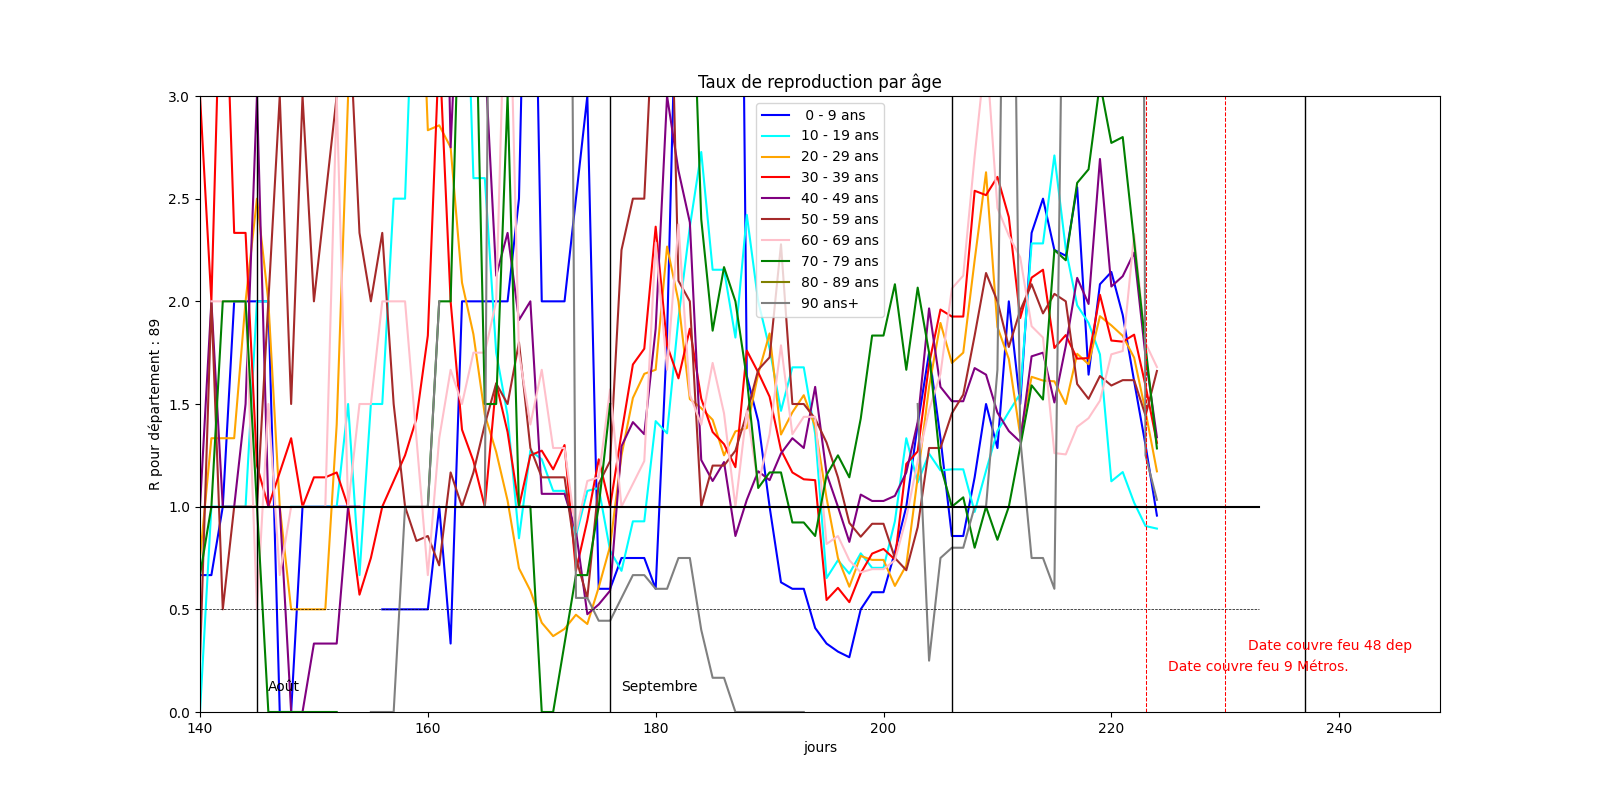 Taux de reproduction par âge
R pour département : 89
3.0
2.5
2.0
1.5
1.0
0.5
0.0
0 - 9 ans
10 - 19 ans
20 - 29 ans
30 - 39 ans
40 - 49 ans
50 - 59 ans
60 - 69 ans
70 - 79 ans
80 - 89 ans
90 ans+
Date couvre feu 48 dep
Date couvre feu 9 Métros.
Août
Septembre
140
160
180
200
220
240
jours